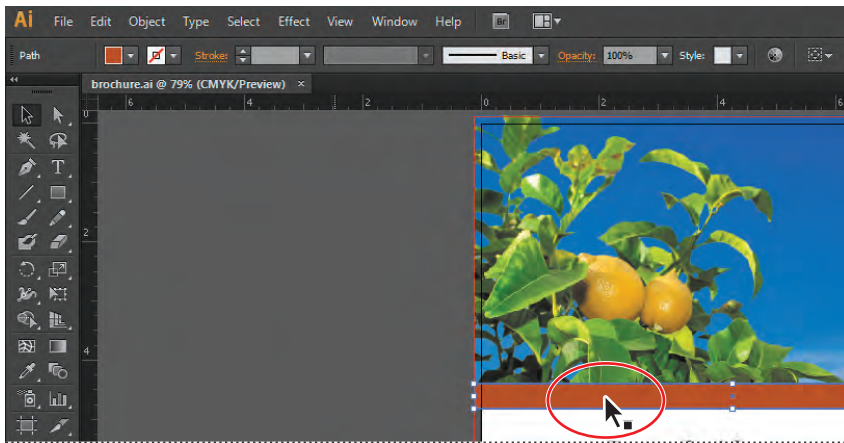 Ai File Edit Object Type Select Effect View Window Help Br
Path Stroke: Basic Opacity: 100% Style:
brochure.ai @ 79% (CMYK/Preview) ×
6 4 2 0 2 4 6
0
T
2
4